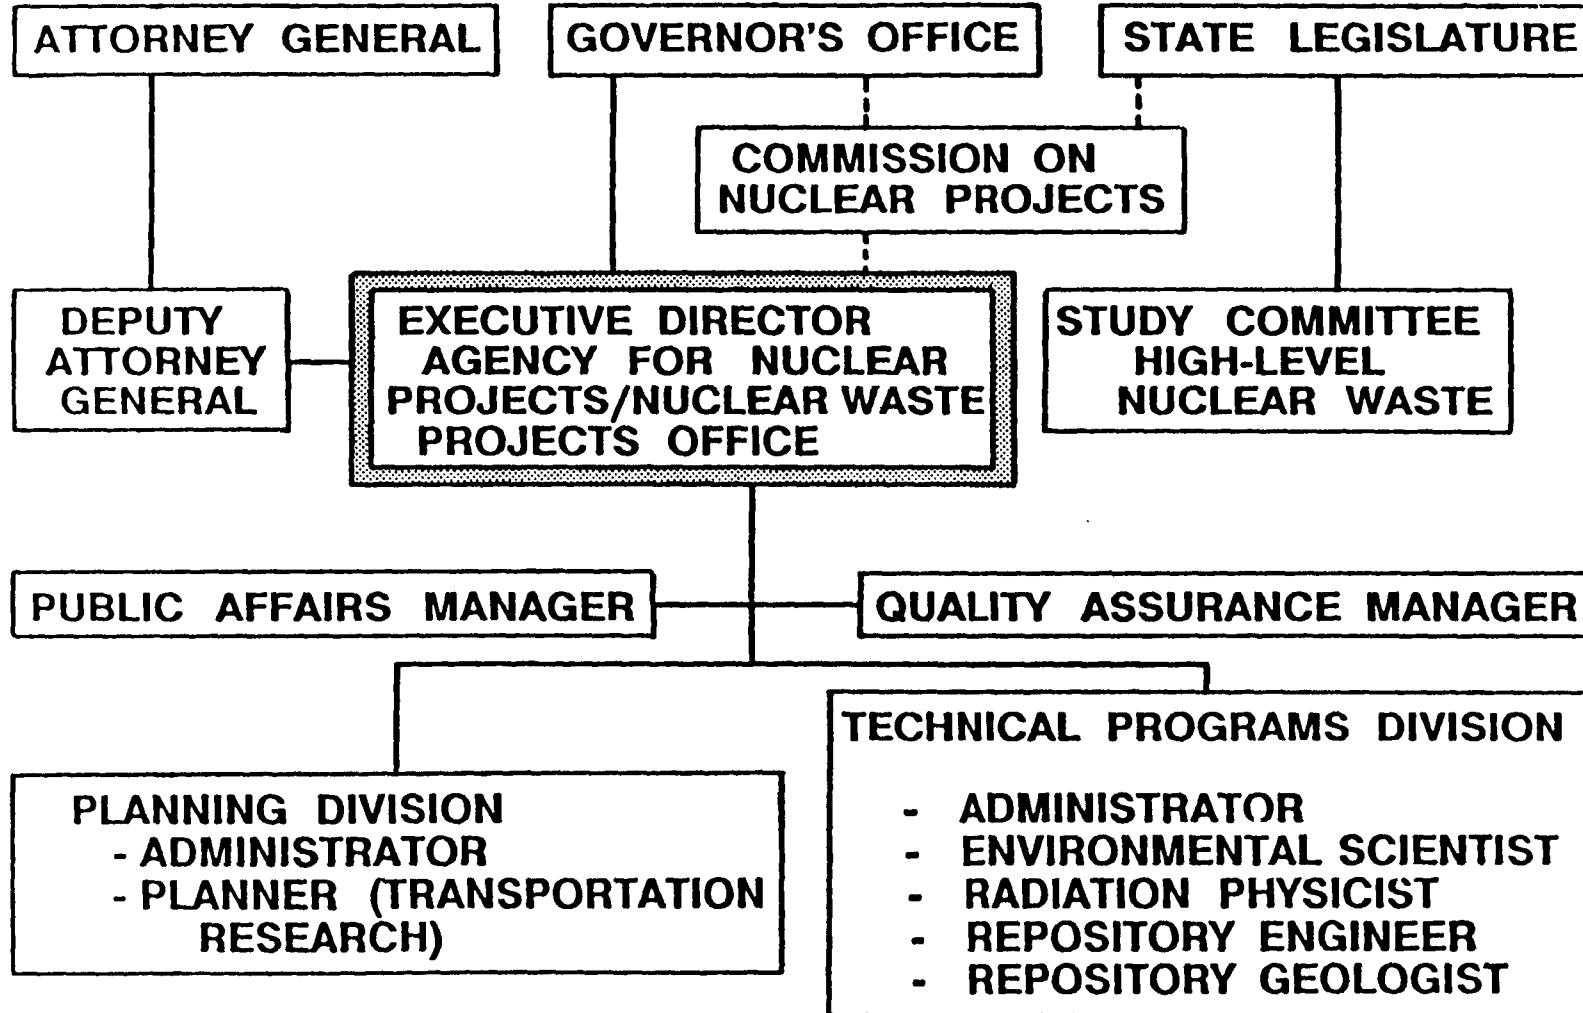 ATTORNEY GENERAL
GOVERNOR'S OFFICE
STATE LEGISLATURE
COMMISSION ON
NUCLEAR PROJECTS
DEPUTY
ATTORNEY
GENERAL
EXECUTIVE DIRECTOR
AGENCY FOR NUCLEAR
PROJECTS/NUCLEAR WASTE
PROJECTS OFFICE
STUDY COMMITTEE
HIGH-LEVEL
NUCLEAR WASTE
PUBLIC AFFAIRS MANAGER
QUALITY ASSURANCE MANAGER
PLANNING DIVISION
- ADMINISTRATOR
- PLANNER (TRANSPORTATION
RESEARCH)
TECHNICAL PROGRAMS DIVISION
- ADMINISTRATOR
- ENVIRONMENTAL SCIENTIST
- RADIATION PHYSICIST
- REPOSITORY ENGINEER
- REPOSITORY GEOLOGIST